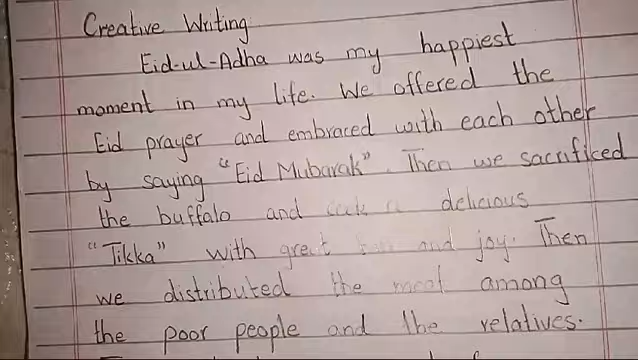 Creative Writing
Eid-ul-Adha was my happiest
moment in my life. We offered the
Eid prayer and embraced with each other
by saying "Eid Mubarak". Then we sacrificed
the buffalo and a delicious
"Tikka" with great and joy. Then
we distributed the meat among
the poor people and the relatives.